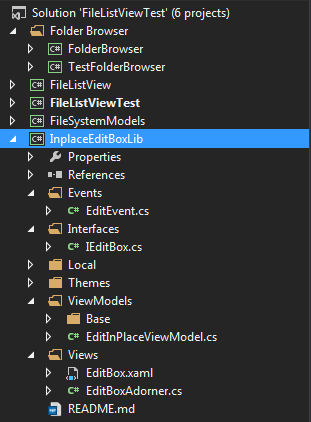 Solution 'FileListViewTest' (6 projects)
Folder Browser
C# FolderBrowser
C# TestFolderBrowser
C# FileListView
C# FileListViewTest
C# FileSystemModels
C# InplaceEditBoxLib
Properties
References
Events
C# EditEvent.cs
Interfaces
C# IEditBox.cs
Local
Themes
ViewModels
Base
C# EditInPlaceViewModel.cs
Views
EditBox.xaml
C# EditBoxAdorner.cs
README.md